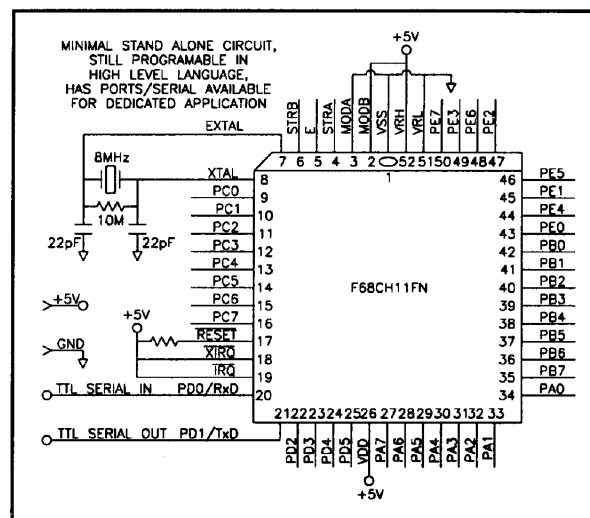 MINIMAL STAND ALONE CIRCUIT,
STILL PROGRAMABLE IN
HIGH LEVEL LANGUAGE,
HAS PORTS/SERIAL AVAILABLE
FOR DEDICATED APPLICATION
+5V
EXTAL
STRB
E
STRA
MODA
MODB
VSS
VRH
VRL
PE7
PE3
PE6
PE2
7 6 5 4 3 2 1 52 51 50 49 48 47
8MHz
10M
22pF
22pF
XTAL 8
PC0 9
PC1 10
PC2 11
PC3 12
PC4 13
PC5 14
PC6 15
PC7 16
RESET 17
XIRQ 18
IRQ 19
20
+5V
GND
+5V
TTL SERIAL IN PD0/RxD
TTL SERIAL OUT PD1/TxD
F68CH11FN
46 PE5
45 PE1
44 PE4
43 PE0
42 PB0
41 PB1
40 PB2
39 PB3
38 PB4
37 PB5
36 PB6
35 PB7
34 PA0
21 22 23 24 25 26 27 28 29 30 31 32 33
PD2
PD3
PD4
PD5
VDD
PA7
PA6
PA5
PA4
PA3
PA2
PA1
+5V